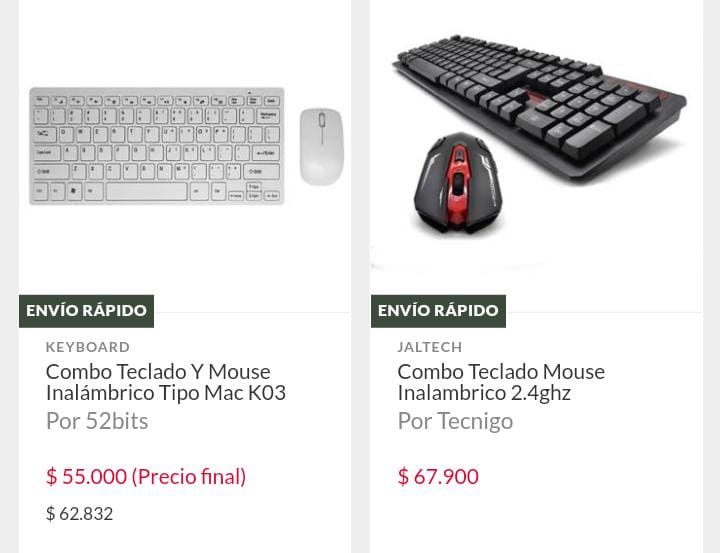 ENVÍO RÁPIDO
KEYBOARD
Combo Teclado Y Mouse
Inalámbrico Tipo Mac K03
Por 52bits
$ 55.000 (Precio final)
$ 62.832
ENVÍO RÁPIDO
JALTECH
Combo Teclado Mouse
Inalambrico 2.4ghz
Por Tecnigo
$ 67.900